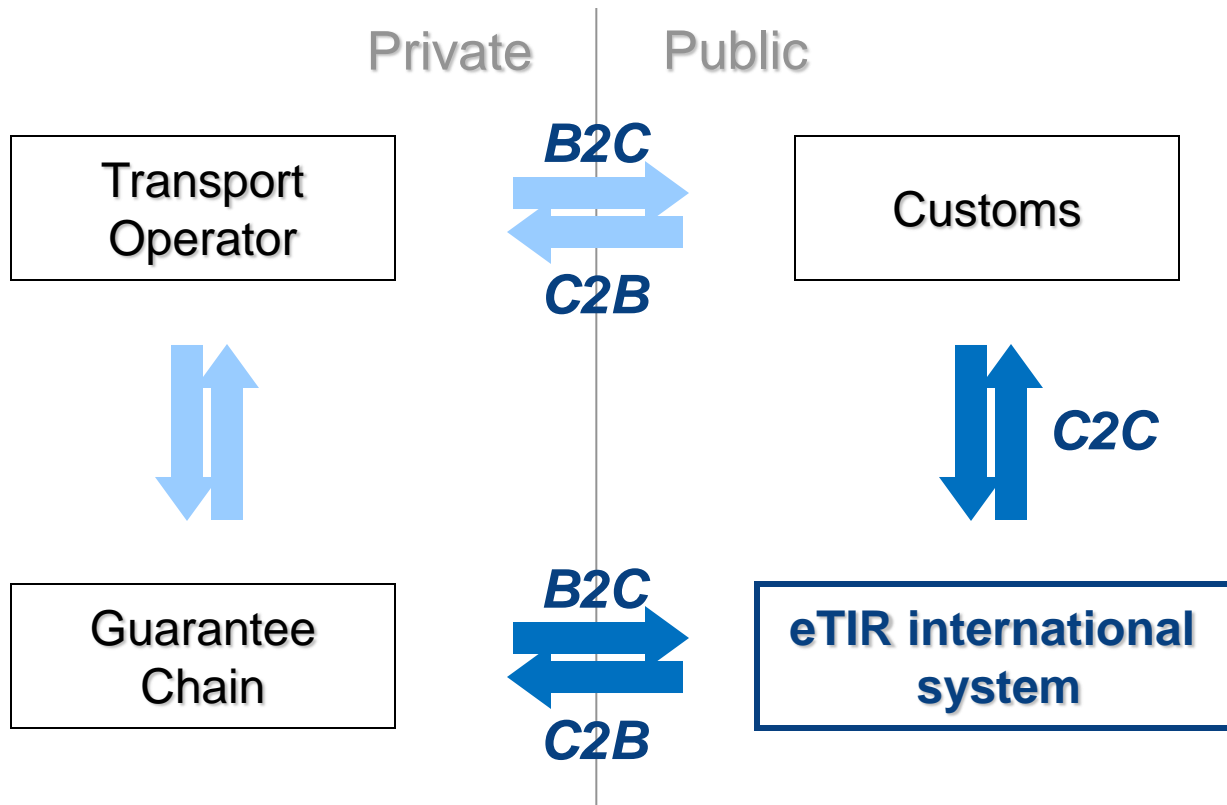 Private
Public
B2C
Transport
Operator
Customs
C2B
C2C
B2C
Guarantee
Chain
eTIR international
system
C2B